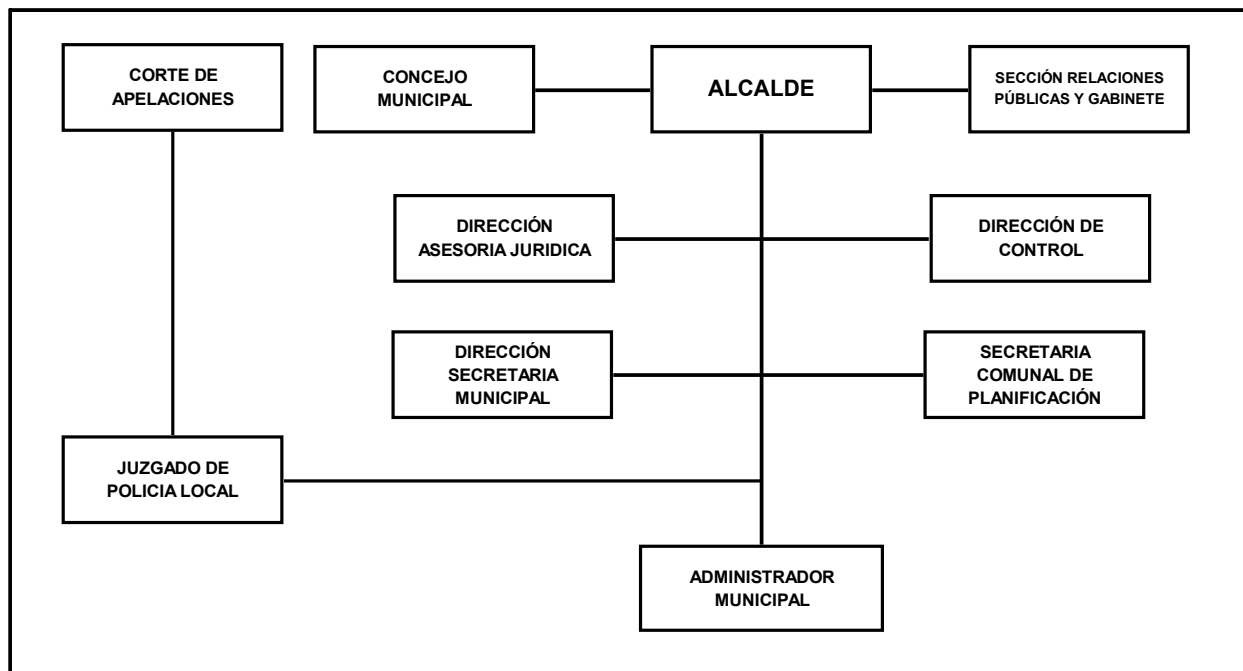 CORTE DE
APELACIONES
CONCEJO
MUNICIPAL
ALCALDE
SECCIÓN RELACIONES
PÚBLICAS Y GABINETE
DIRECCIÓN
ASESORIA JURIDICA
DIRECCIÓN DE
CONTROL
DIRECCIÓN
SECRETARIA
MUNICIPAL
SECRETARIA
COMUNAL DE
PLANIFICACIÓN
JUZGADO DE
POLICIA LOCAL
ADMINISTRADOR
MUNICIPAL